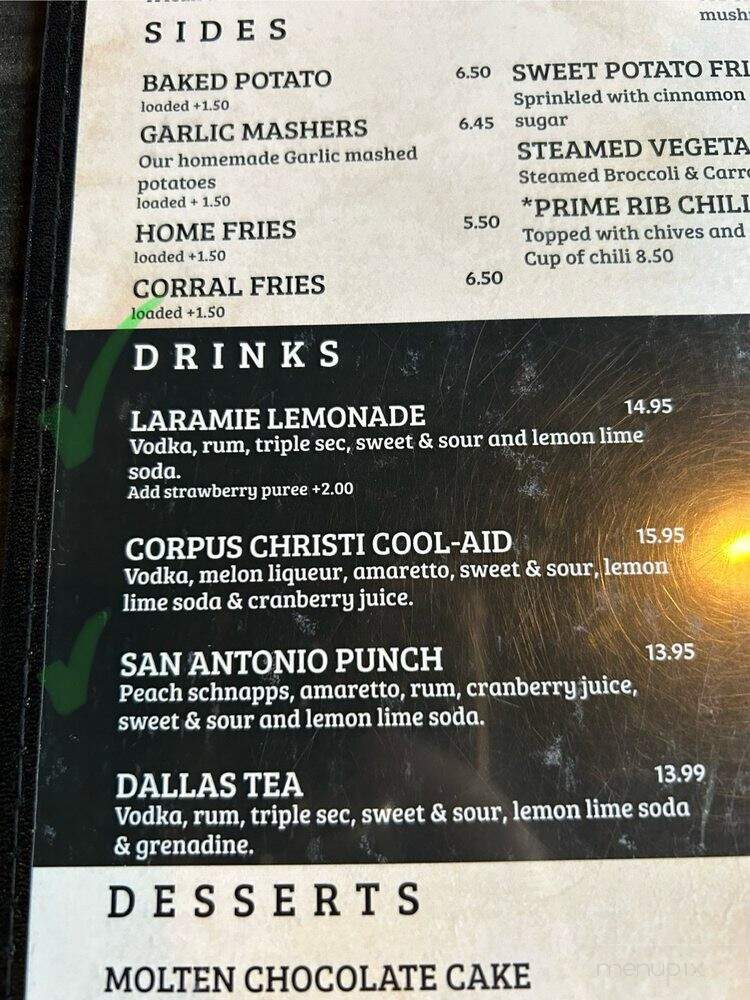 mush
SIDES
BAKED POTATO 6.50
loaded +1.50
GARLIC MASHERS 6.45
Our homemade Garlic mashed
potatoes
loaded + 1.50
HOME FRIES 5.50
loaded +1.50
CORRAL FRIES 6.50
loaded +1.50
SWEET POTATO FRI
Sprinkled with cinnamon
sugar
STEAMED VEGETA
Steamed Broccoli & Carr
*PRIME RIB CHILI
Topped with chives and
Cup of chili 8.50
DRINKS
LARAMIE LEMONADE 14.95
Vodka, rum, triple sec, sweet & sour and lemon lime
soda.
Add strawberry puree +2.00
CORPUS CHRISTI COOL-AID 15.95
Vodka, melon liqueur, amaretto, sweet & sour, lemon
lime soda & cranberry juice.
SAN ANTONIO PUNCH 13.95
Peach schnapps, amaretto, rum, cranberry juice,
sweet & sour and lemon lime soda.
DALLAS TEA 13.99
Vodka, rum, triple sec, sweet & sour, lemon lime soda
& grenadine.
DESSERTS
MOLTEN CHOCOLATE CAKE
menupix